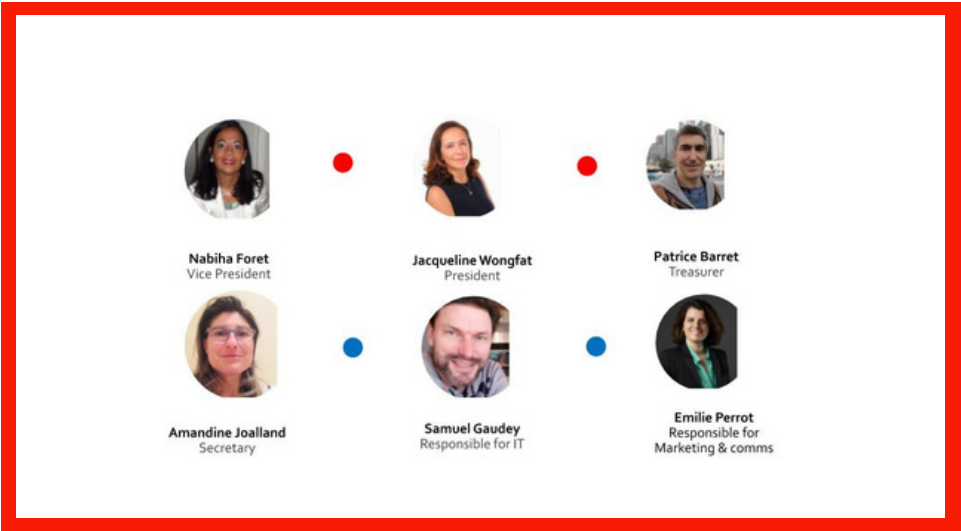 Nabiha Foret
Vice President
Jacqueline Wongfat
President
Patrice Barret
Treasurer
Amandine Joalland
Secretary
Samuel Gaudey
Responsible for IT
Emilie Perrot
Responsible for
Marketing & comms